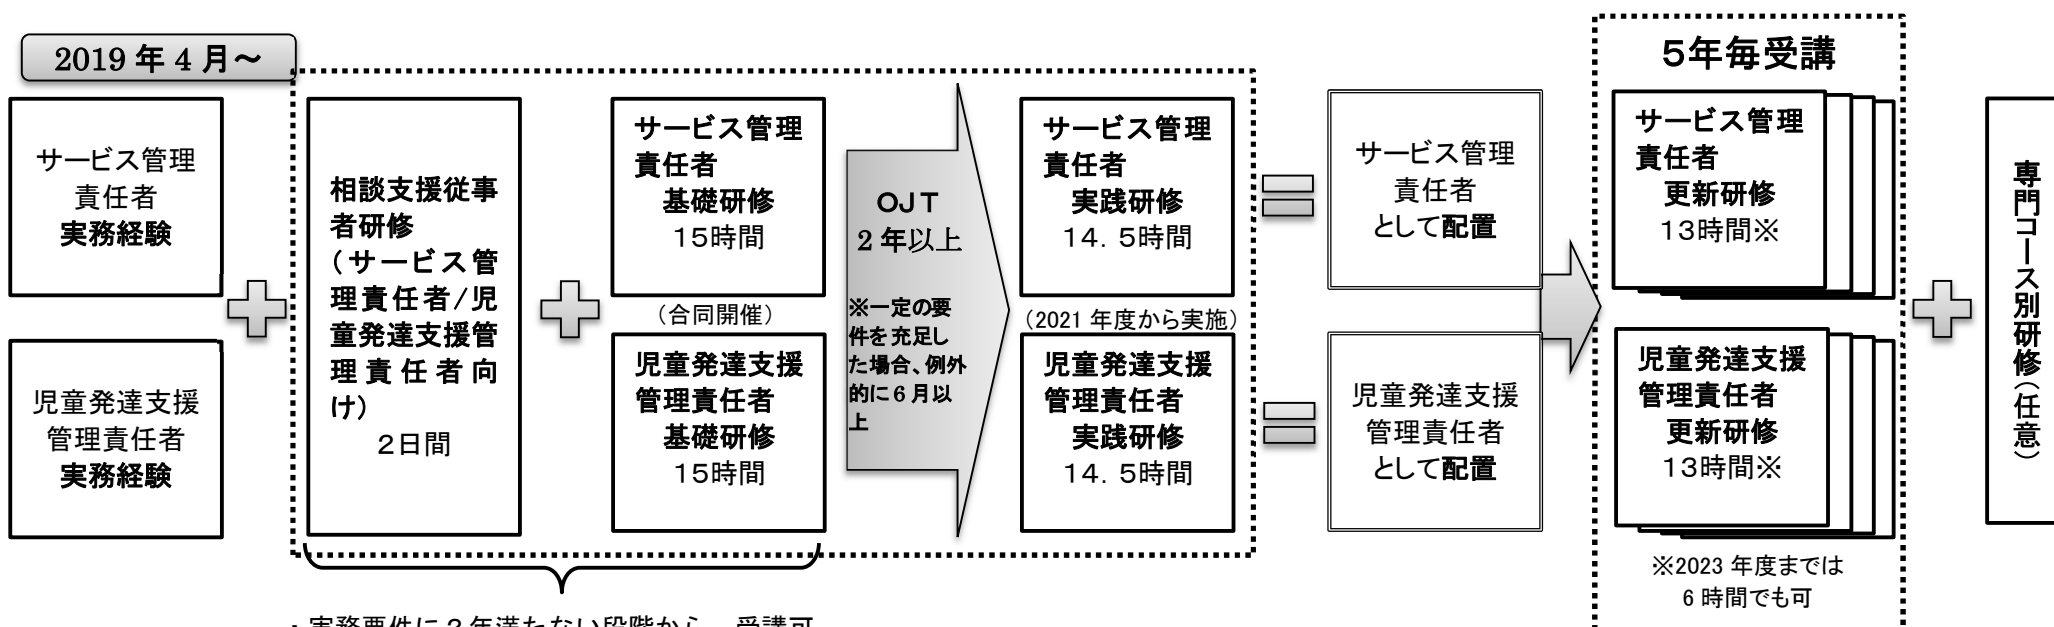 2019 年 4 月～
サービス管理
責任者
実務経験
児童発達支援
管理責任者
実務経験
相談支援従事
者研修
（サービス管
理責任者/児
童発達支援管
理責任者向
け）
２日間
サービス管理
責任者
基礎研修
１５時間
（合同開催）
児童発達支援
管理責任者
基礎研修
１５時間
ＯＪＴ
2 年以上
※一定の要
件を充足し
た場合、例外
的に６月以
上
サービス管理
責任者
実践研修
１４．５時間
（2021 年度から実施）
児童発達支援
管理責任者
実践研修
１４．５時間
サービス管理
責任者
として配置
児童発達支援
管理責任者
として配置
５年毎受講
サービス管理
責任者
更新研修
１３時間※
児童発達支援
管理責任者
更新研修
１３時間※
※2023 年度までは
6 時間でも可
専門コース別研修（任意）